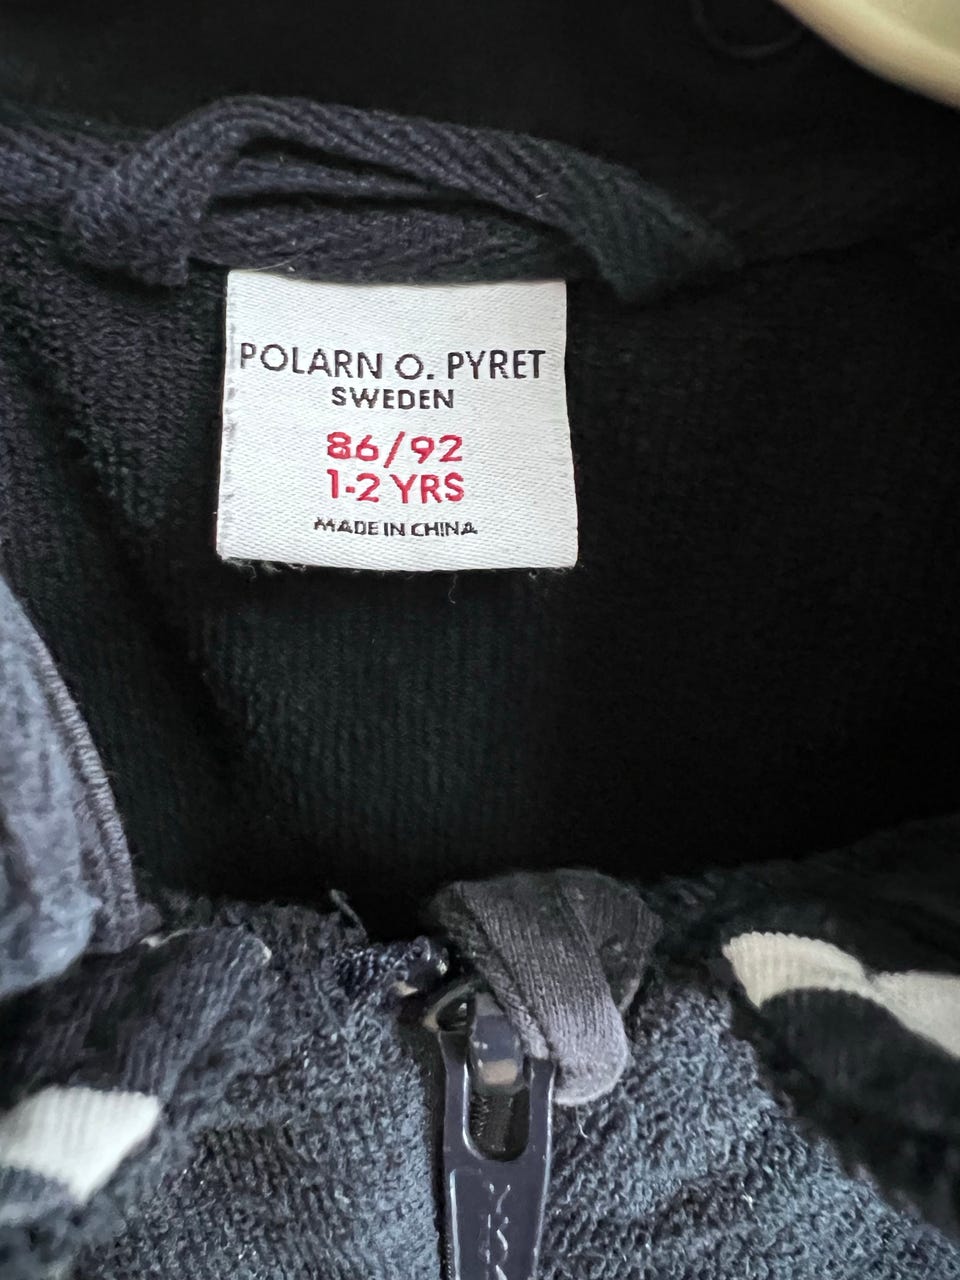 POLARN O. PYRET
SWEDEN
86/92
1-2 YRS
MADE IN CHINA